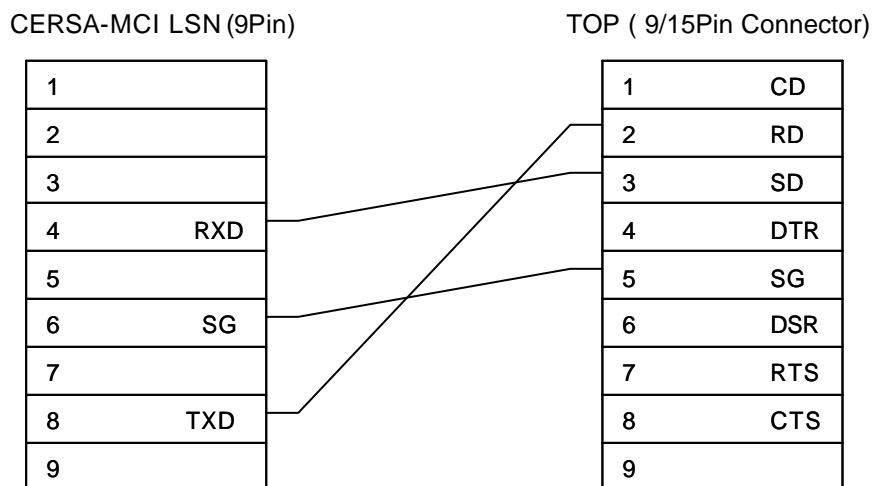 CERSA-MCI LSN (9Pin)
TOP ( 9/15Pin Connector)
1
2
3
4 RXD
5
6 SG
7
8 TXD
9
1 CD
2 RD
3 SD
4 DTR
5 SG
6 DSR
7 RTS
8 CTS
9